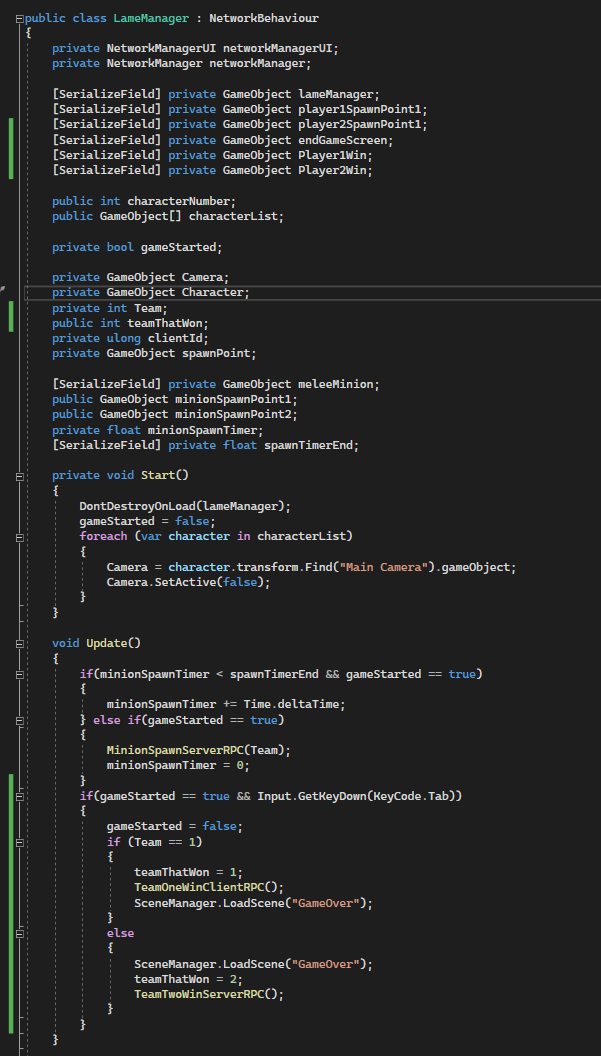 public class LameManager : NetworkBehaviour
{
private NetworkManagerUI networkManagerUI;
private NetworkManager networkManager;
[SerializeField] private GameObject lameManager;
[SerializeField] private GameObject player1SpawnPoint1;
[SerializeField] private GameObject player2SpawnPoint1;
[SerializeField] private GameObject endGameScreen;
[SerializeField] private GameObject Player1Win;
[SerializeField] private GameObject Player2Win;
public int characterNumber;
public GameObject[] characterList;
private bool gameStarted;
private GameObject Camera;
private GameObject Character;
private int Team;
public int teamThatWon;
private ulong clientId;
private GameObject spawnPoint;
[SerializeField] private GameObject meleeMinion;
public GameObject minionSpawnPoint1;
public GameObject minionSpawnPoint2;
private float minionSpawnTimer;
[SerializeField] private float spawnTimerEnd;
private void Start()
{
DontDestroyOnLoad(lameManager);
gameStarted = false;
foreach (var character in characterList)
{
Camera = character.transform.Find("Main Camera").gameObject;
Camera.SetActive(false);
}
}
void Update()
{
if(minionSpawnTimer < spawnTimerEnd && gameStarted == true)
{
minionSpawnTimer += Time.deltaTime;
} else if(gameStarted == true)
{
MinionSpawnServerRPC(Team);
minionSpawnTimer = 0;
}
if(gameStarted == true && Input.GetKeyDown(KeyCode.Tab))
{
gameStarted = false;
if (Team == 1)
{
teamThatWon = 1;
TeamOneWinClientRPC();
SceneManager.LoadScene("GameOver");
}
else
{
SceneManager.LoadScene("GameOver");
teamThatWon = 2;
TeamTwoWinServerRPC();
}
}
}